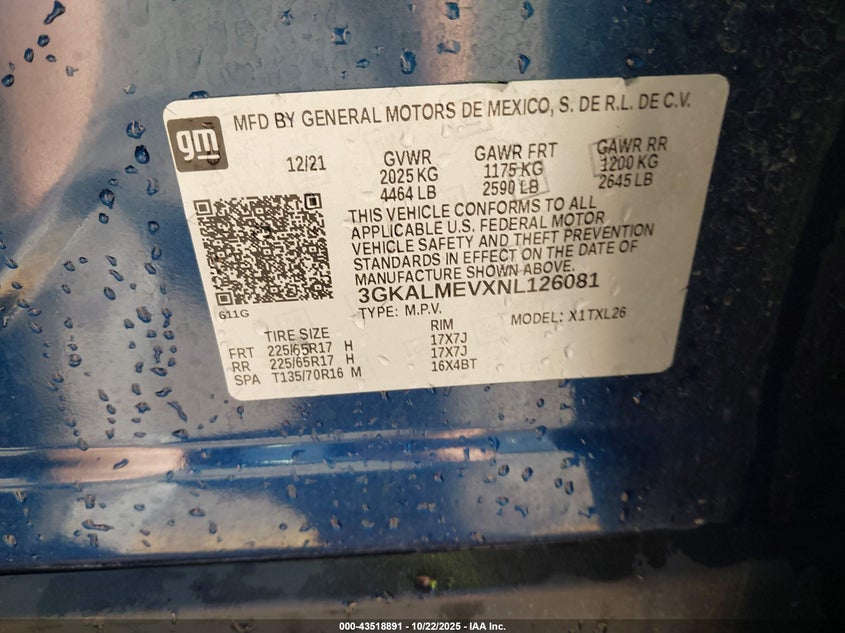 gm
MFD BY GENERAL MOTORS DE MEXICO, S. DE R.L. DE C.V.
12/21
GVWR
2025 KG
4464 LB
GAWR FRT
1175 KG
2590 LB
GAWR RR
1200 KG
2645 LB
THIS VEHICLE CONFORMS TO ALL
APPLICABLE U.S. FEDERAL MOTOR
VEHICLE SAFETY AND THEFT PREVENTION
STANDARDS IN EFFECT ON THE DATE OF
MANUFACTURE SHOWN ABOVE.
3GKALMEVXNL126081
611G
TYPE: M.P.V. MODEL: X1TXL26
TIRE SIZE RIM
FRT 225/65R17 H 17X7J
RR 225/65R17 H 17X7J
SPA T135/70R16 M 16X4BT
000-43518891 - 10/22/2025 - IAA Inc.